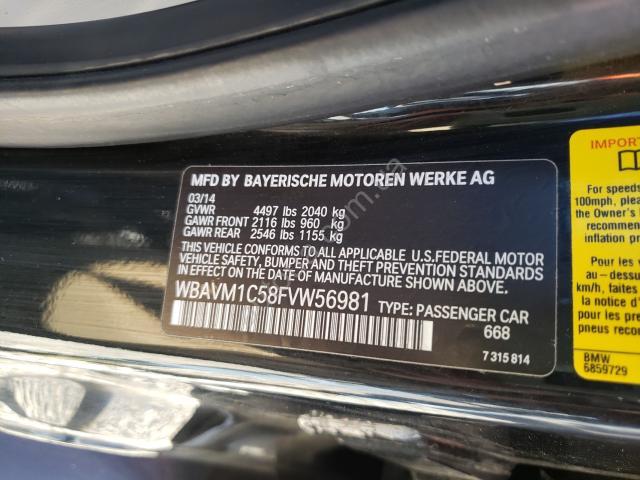 MFD BY BAYERISCHE MOTOREN WERKE AG
03/14
GVWR 4497 lbs 2040 kg
GAWR FRONT 2116 lbs 960 kg
GAWR REAR 2546 lbs 1155 kg
THIS VEHICLE CONFORMS TO ALL APPLICABLE U.S.FEDERAL MOTOR
VEHICLE SAFETY, BUMPER AND THEFT PREVENTION STANDARDS
IN EFFECT ON THE DATE OF MANUFACTURE SHOWN ABOVE.
WBAVM1C58FVW56981 TYPE: PASSENGER CAR
668
7 315 814
IMPORT
For speeds
100mph, plea
the Owner's
recommen
inflation pr
au-dessu
km/h, fai
la notice
pour les
pneus reco
BMW
6859729